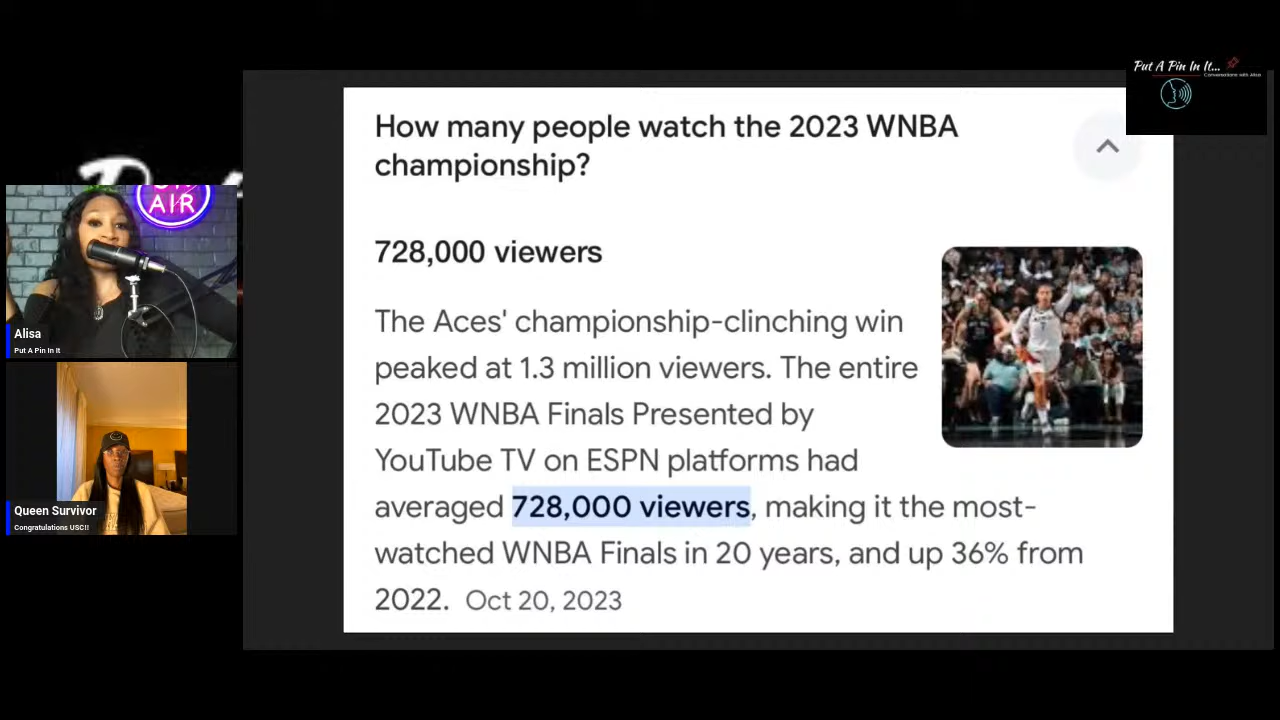 Put A Pin In It...
Conversations with Alisa
How many people watch the 2023 WNBA
championship?
728,000 viewers
The Aces' championship-clinching win
peaked at 1.3 million viewers. The entire
2023 WNBA Finals Presented by
YouTube TV on ESPN platforms had
averaged 728,000 viewers, making it the most-
watched WNBA Finals in 20 years, and up 36% from
2022. Oct 20, 2023
AIR
Alisa
Put A Pin In It
Queen Survivor
Congratulations USC!!